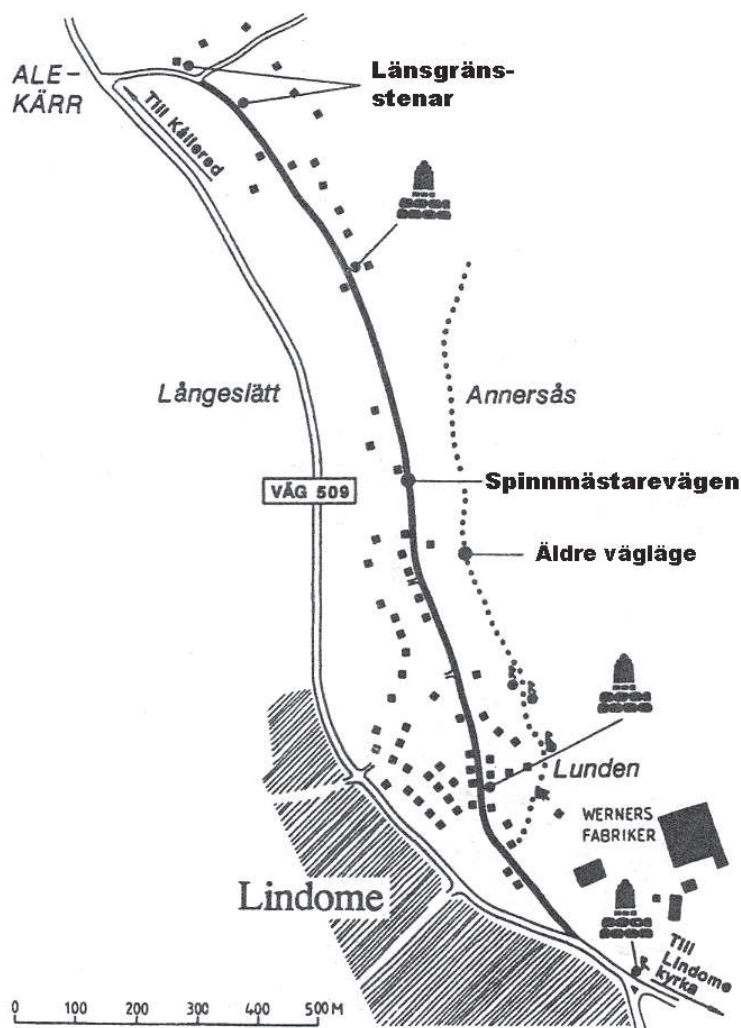 Länsgräns-
stenar
ALE-
KÄRR
Till Kållered
Långeslätt
Annersås
Spinnmästarevägen
VÄG 509
Äldre vägläge
Lunden
WERNERS
FABRIKER
Lindome
Till
Lindome
kyrka
0 100 200 300 400 500 M